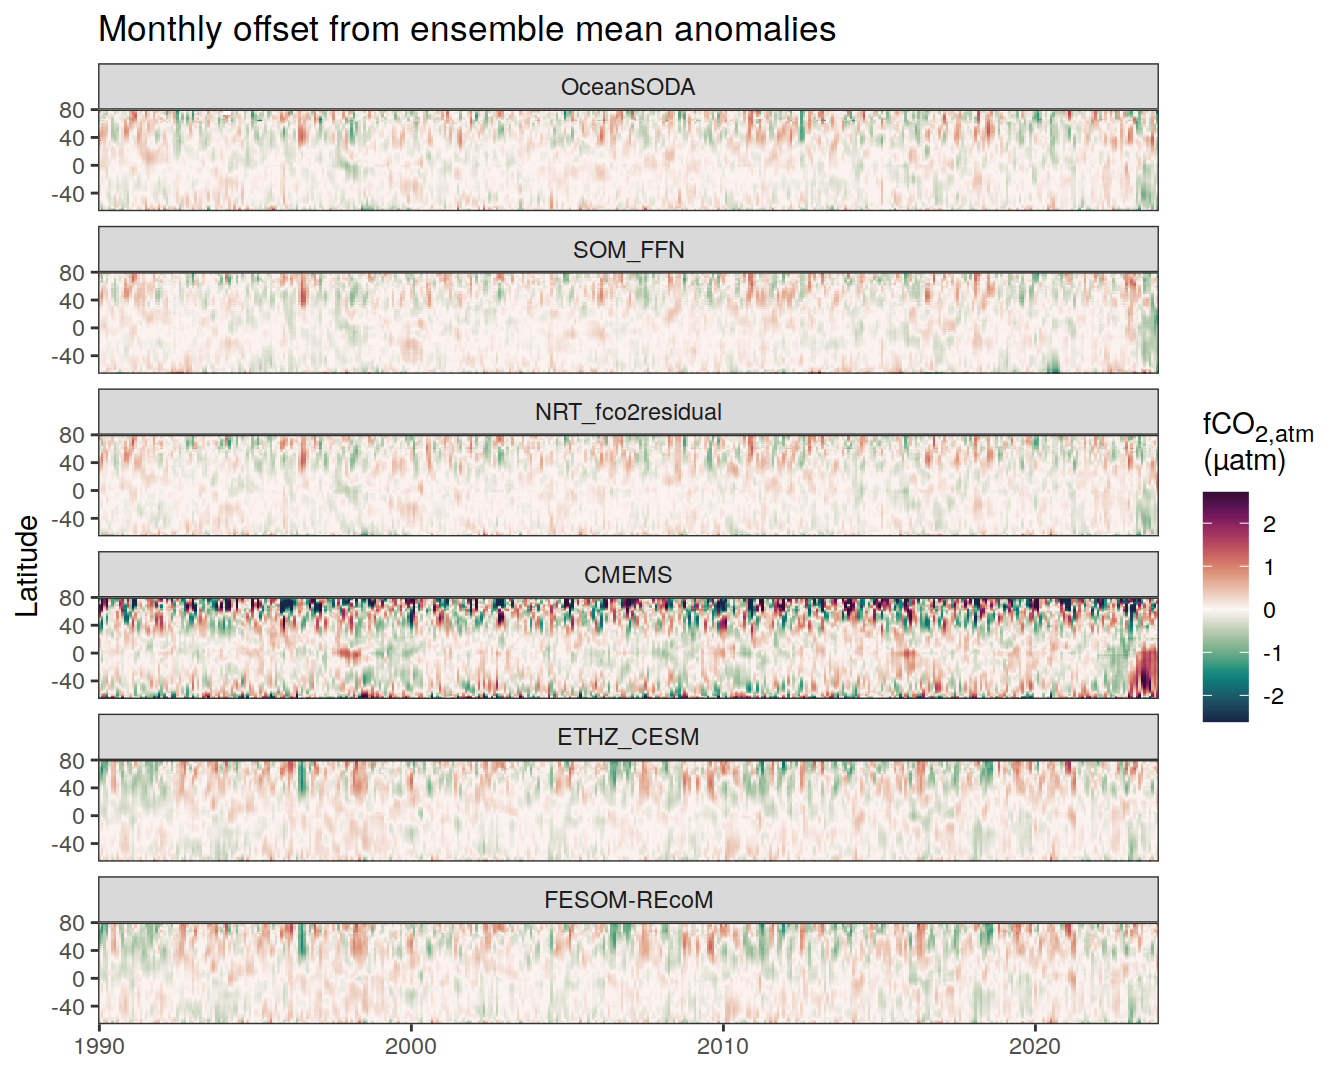 Monthly offset from ensemble mean anomalies
OceanSODA
80
40
0
-40
SOM_FFN
80
40
0
-40
NRT_fco2residual
80
40
0
-40
CMEMS
80
40
0
-40
ETHZ_CESM
80
40
0
-40
FESOM-REcoM
80
40
0
-40
1990 2000 2010 2020
Latitude
fCO2,atm
(µatm)
2
1
0
-1
-2